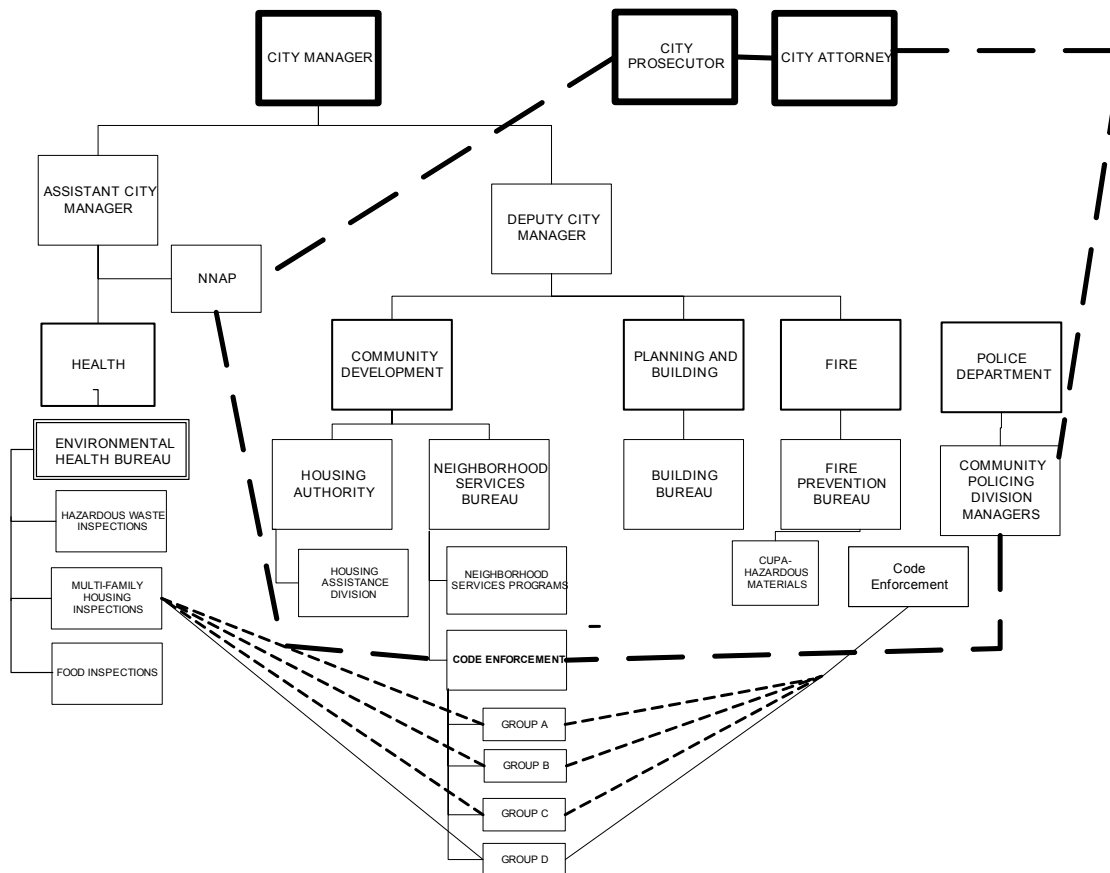 CITY MANAGER
CITY
PROSECUTOR
CITY ATTORNEY
ASSISTANT CITY
MANAGER
DEPUTY CITY
MANAGER
NNAP
HEALTH
COMMUNITY
DEVELOPMENT
PLANNING AND
BUILDING
FIRE
POLICE
DEPARTMENT
ENVIRONMENTAL
HEALTH BUREAU
HOUSING
AUTHORITY
NEIGHBORHOOD
SERVICES
BUREAU
BUILDING
BUREAU
FIRE
PREVENTION
BUREAU
COMMUNITY
POLICING
DIVISION
MANAGERS
HAZARDOUS WASTE
INSPECTIONS
MULTI-FAMILY
HOUSING
INSPECTIONS
FOOD INSPECTIONS
HOUSING
ASSISTANCE
DIVISION
NEIGHBORHOOD
SERVICES PROGRAMS
CUPA-
HAZARDOUS
MATERIALS
Code
Enforcement
CODE ENFORCEMENT
GROUP A
GROUP B
GROUP C
GROUP D